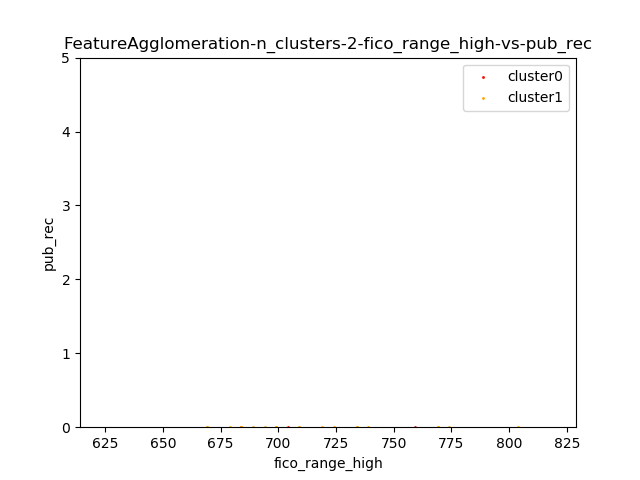 FeatureAgglomeration-n_clusters-2-fico_range_high-vs-pub_rec
cluster0
cluster1
5
4
3
2
1
0
pub_rec
625 650 675 700 725 750 775 800 825
fico_range_high